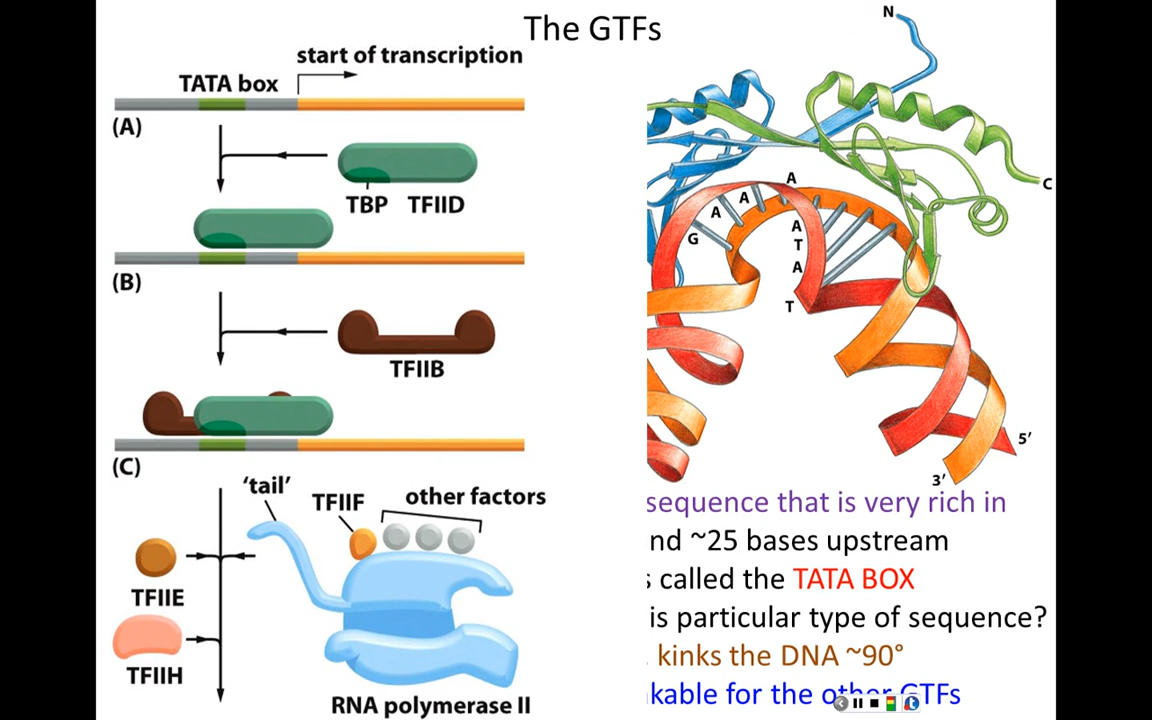 The GTFs
start of transcription
TATA box
(A)
TBP TFIID
(B)
TFIIB
(C)
'tail'
TFIIF
other factors
TFIIE
TFIIH
RNA polymerase II
N
C
A
A
A
G
A
T
A
T
5'
3'
sequence that is very rich in
nd ~25 bases upstream
s called the TATA BOX
is particular type of sequence?
. kinks the DNA ~90°
kable for the other GTFs